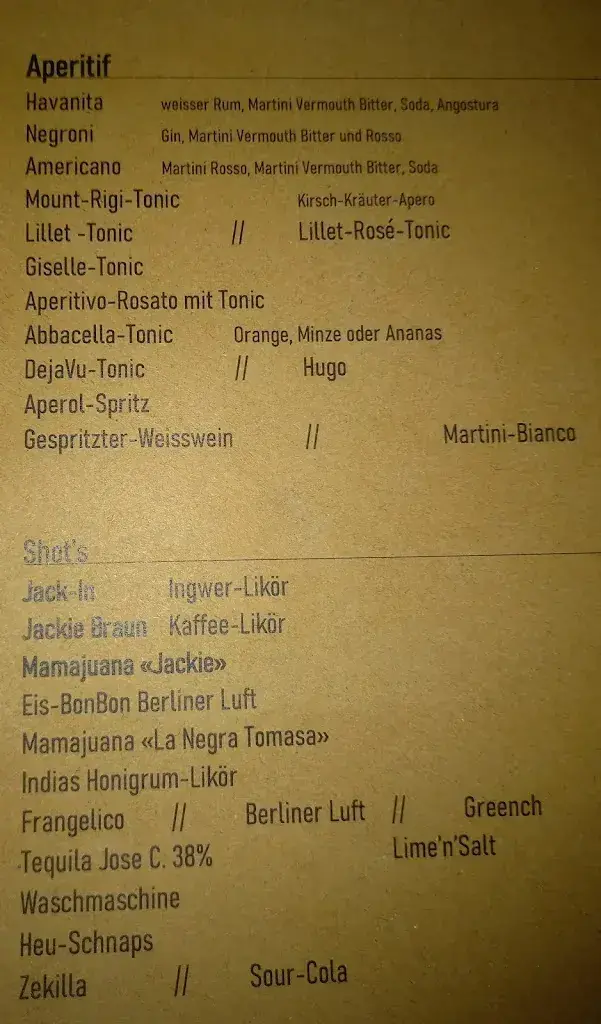 Aperitif
Havanita weisser Rum, Martini Vermouth Bitter, Soda, Angostura
Negroni Gin, Martini Vermouth Bitter und Rosso
Americano Martini Rosso, Martini Vermouth Bitter, Soda
Mount-Rigi-Tonic Kirsch-Kräuter-Apero
Lillet -Tonic // Lillet-Rosé-Tonic
Giselle-Tonic
Aperitivo-Rosato mit Tonic
Abbacella-Tonic Orange, Minze oder Ananas
DejaVu-Tonic // Hugo
Aperol-Spritz
Gespritzter-Weisswein // Martini-Bianco
Shot's
Jack-In Ingwer-Likör
Jackie Braun Kaffee-Likör
Mamajuana «Jackie»
Eis-BonBon Berliner Luft
Mamajuana «La Negra Tomasa»
Indias Honigrum-Likör
Frangelico // Berliner Luft // Greench
Tequila Jose C. 38% Lime'n'Salt
Waschmaschine
Heu-Schnaps
Zekilla // Sour-Cola